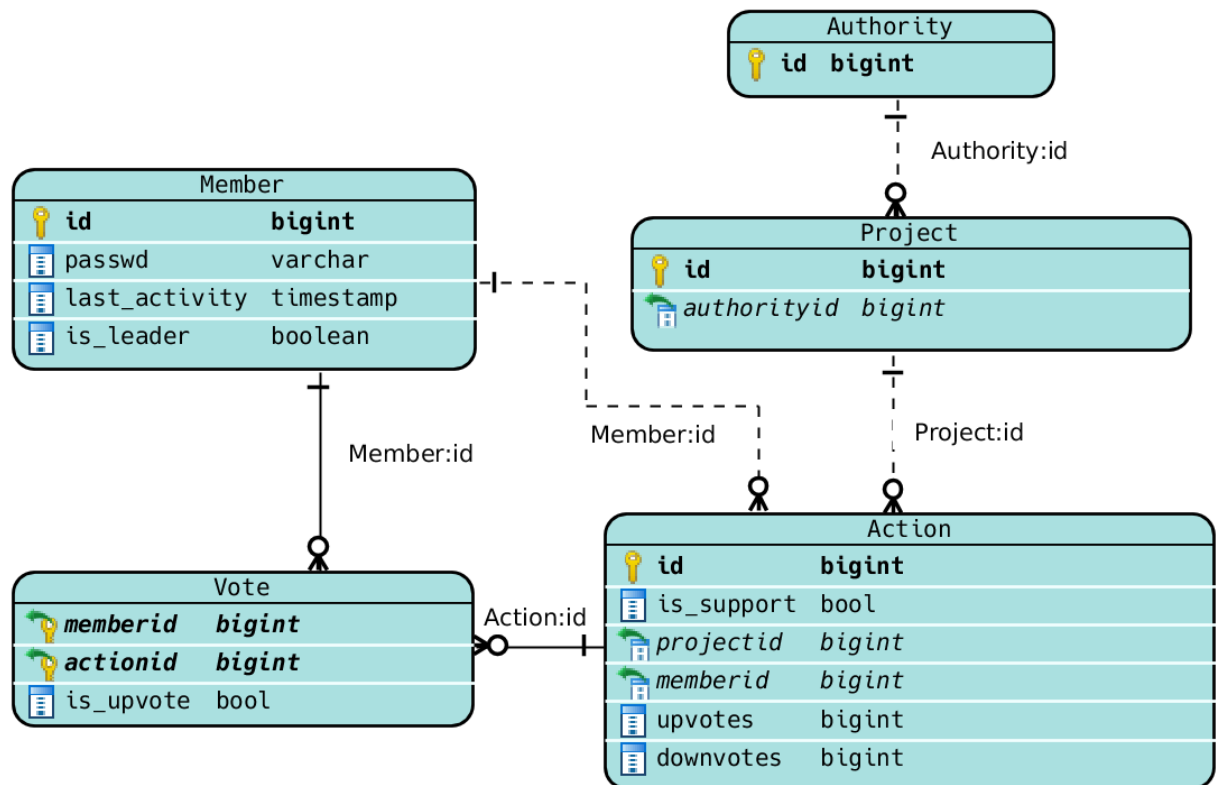 Authority
id bigint
Authority:id
Member
id bigint
passwd varchar
last_activity timestamp
is_leader boolean
Project
id bigint
authorityid bigint
Member:id
Member:id
Project:id
Vote
memberid bigint
actionid bigint
is_upvote bool
Action:id
Action
id bigint
is_support bool
projectid bigint
memberid bigint
upvotes bigint
downvotes bigint